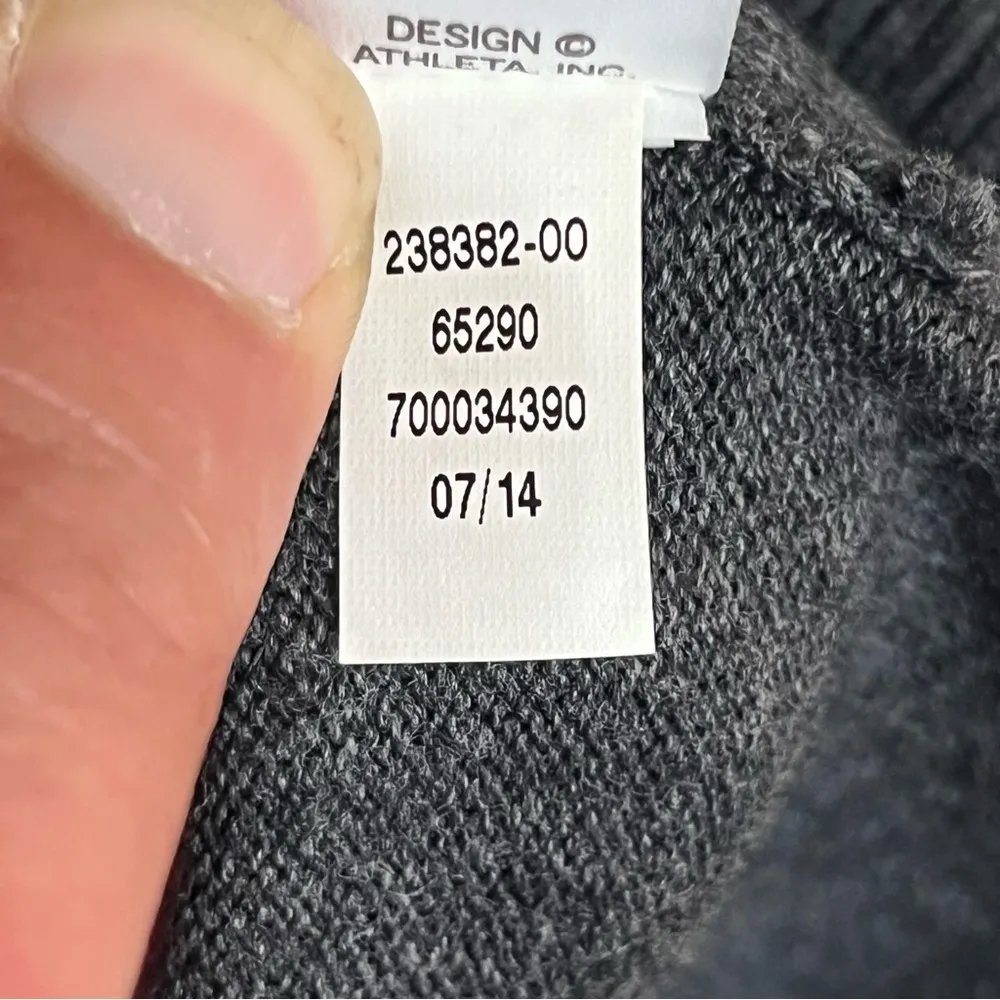 DESIGN ©
ATHLETA, INC.
238382-00
65290
700034390
07/14